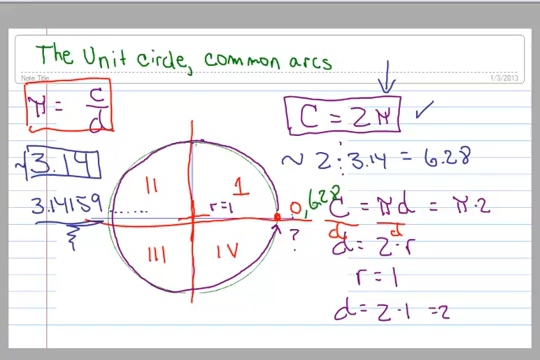 The Unit circle, common arcs
Note Title
1/3/2013
π = c/d
C = 2π ✓
~ 3.14
~ 2 · 3.14 = 6.28
3.14159 ......
II
1
r=1
0, 6.28
C = πd = π·2
d d
III
IV
?
d = 2·r
r = 1
d = 2·1 =2